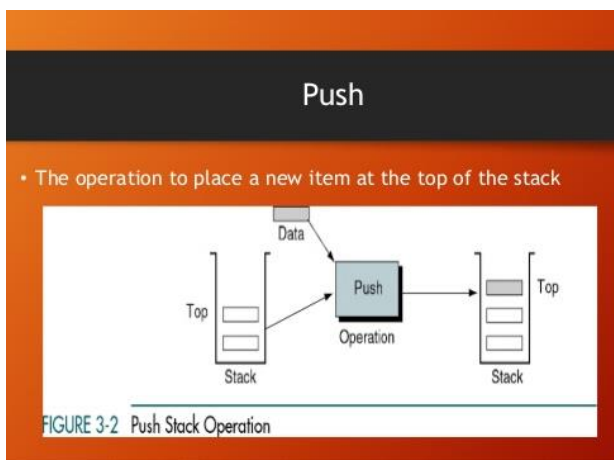 Push
• The operation to place a new item at the top of the stack
Data
Top
Stack
Push
Operation
Top
Stack
FIGURE 3-2 Push Stack Operation